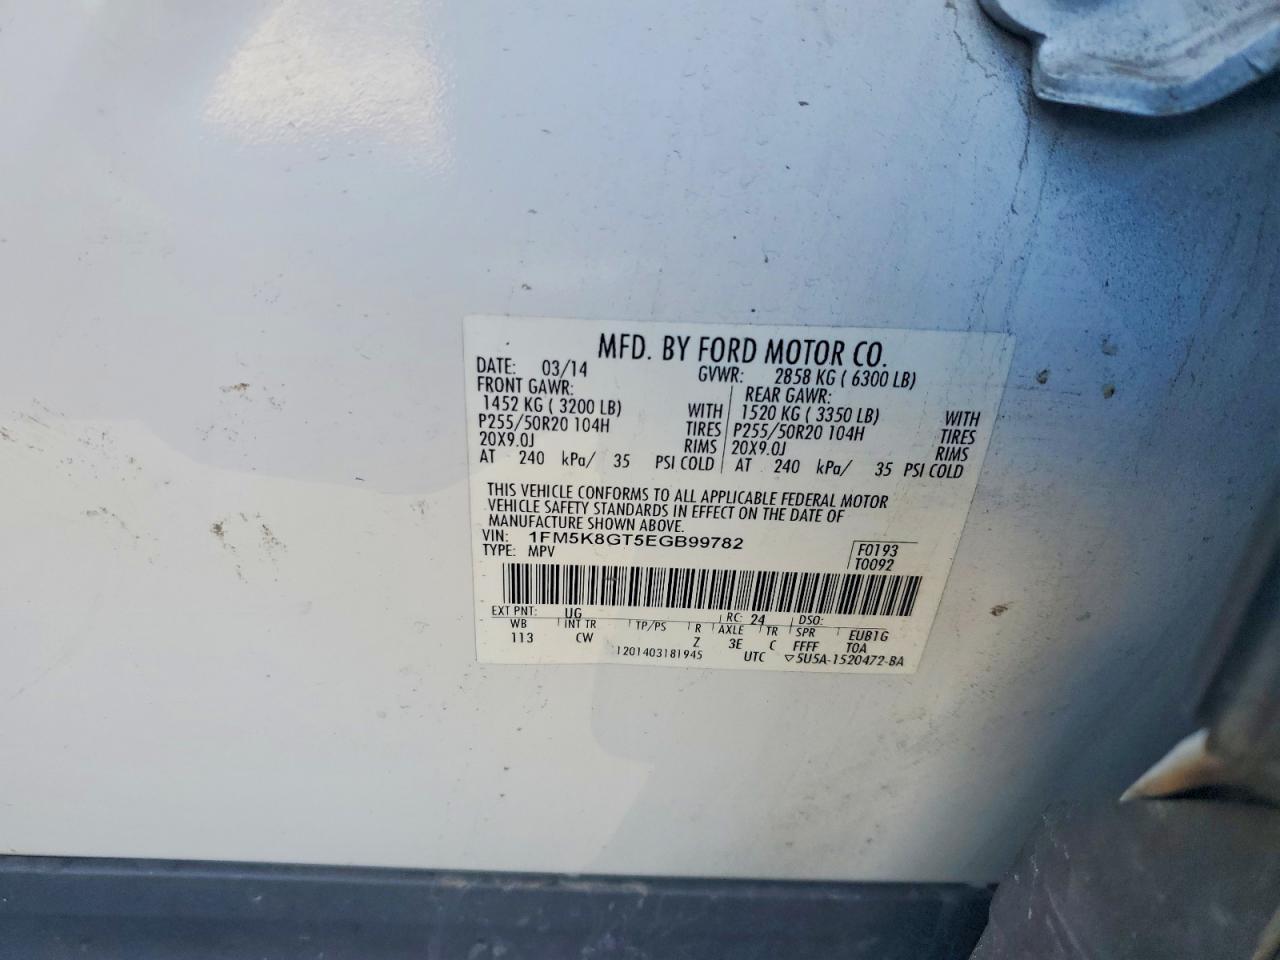 MFD. BY FORD MOTOR CO.
DATE: 03/14 GVWR: 2858 KG ( 6300 LB)
FRONT GAWR: REAR GAWR:
1452 KG ( 3200 LB) WITH 1520 KG ( 3350 LB) WITH
P255/50R20 104H TIRES P255/50R20 104H TIRES
20X9.0J RIMS 20X9.0J RIMS
AT 240 kPa/ 35 PSI COLD AT 240 kPa/ 35 PSI COLD
THIS VEHICLE CONFORMS TO ALL APPLICABLE FEDERAL MOTOR
VEHICLE SAFETY STANDARDS IN EFFECT ON THE DATE OF
MANUFACTURE SHOWN ABOVE.
VIN: 1FM5K8GT5EGB99782 F0193
TYPE: MPV T0092
EXT PNT: UG RC: 24 DSO:
WB INT TR TP/PS R AXLE TR SPR EUB1G
113 CW Z 3E C FFFF TOA
1201403181945 UTC ▽5U5A-1520472-BA